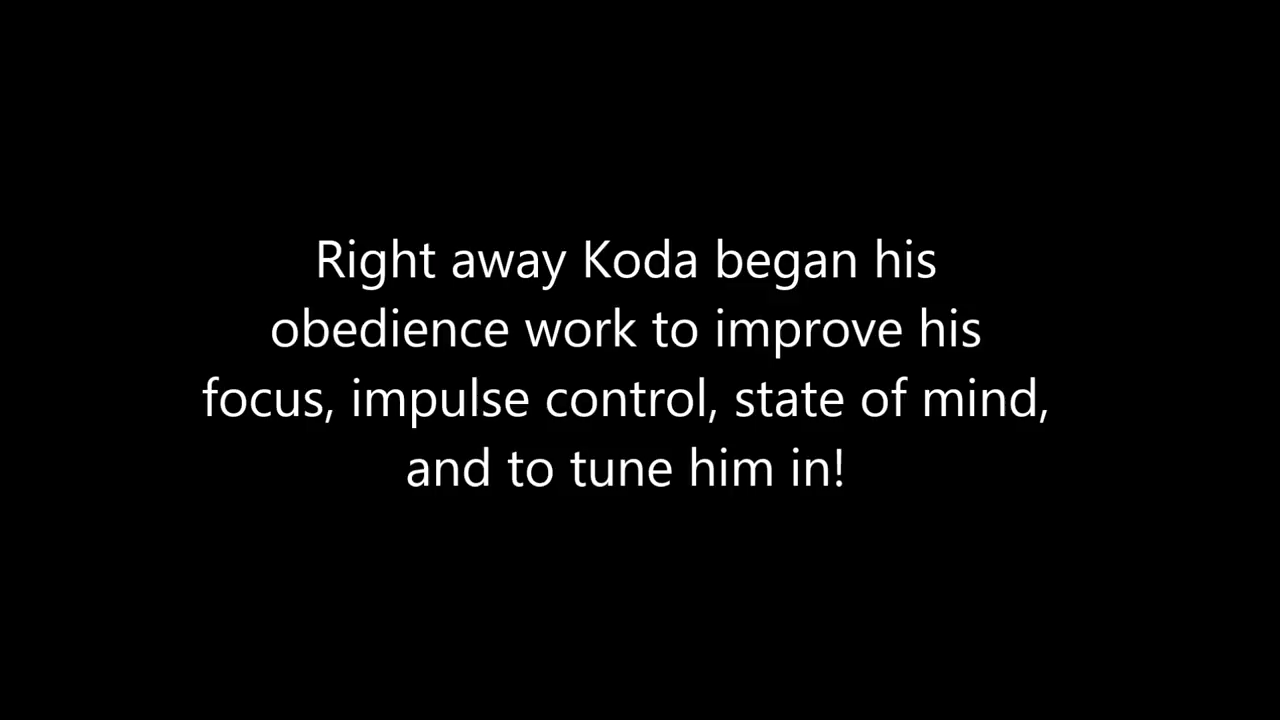 Right away Koda began his
obedience work to improve his
focus, impulse control, state of mind,
and to tune him in!